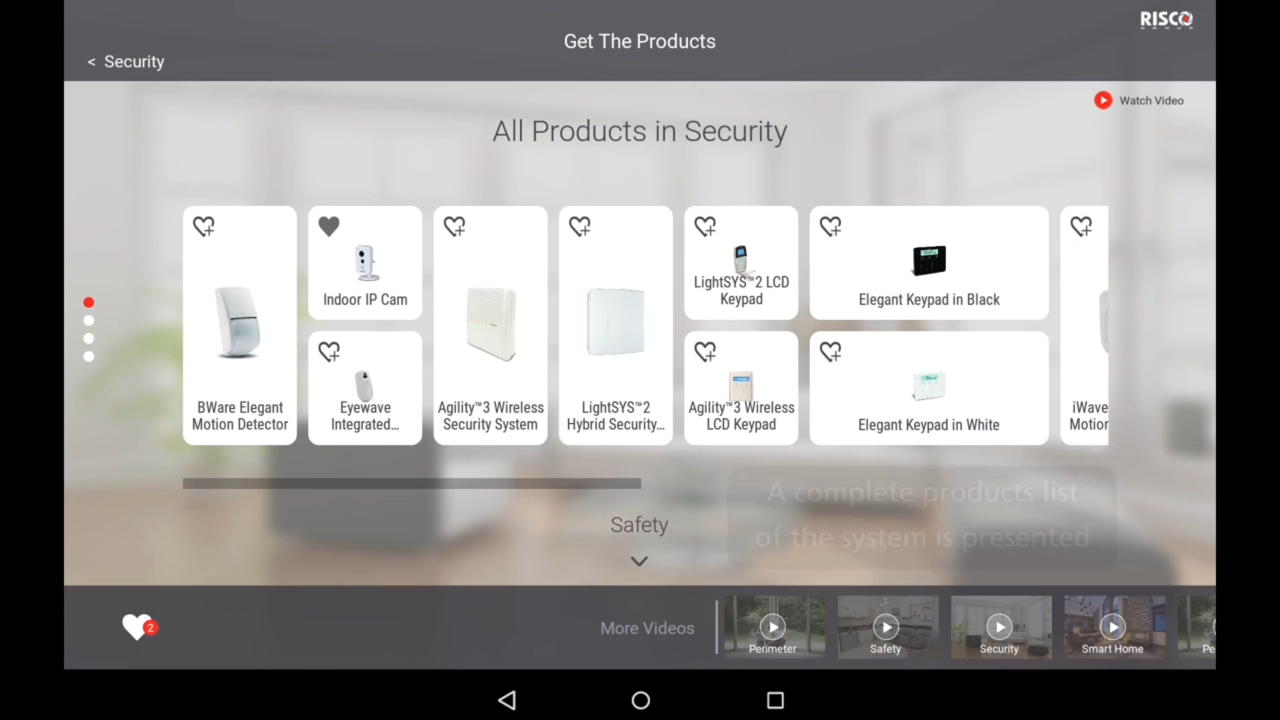 RISCO
Get The Products
< Security
Watch Video
All Products in Security
BWare Elegant
Motion Detector
Indoor IP Cam
Eyewave
Integrated...
Agility™3 Wireless
Security System
LightSYS™2
Hybrid Security...
LightSYS™2 LCD
Keypad
Agility™3 Wireless
LCD Keypad
Elegant Keypad in Black
Elegant Keypad in White
iWave
Motion
A complete products list
of the system is presented
Safety
2
More Videos
Perimeter
Safety
Security
Smart Home
Pe